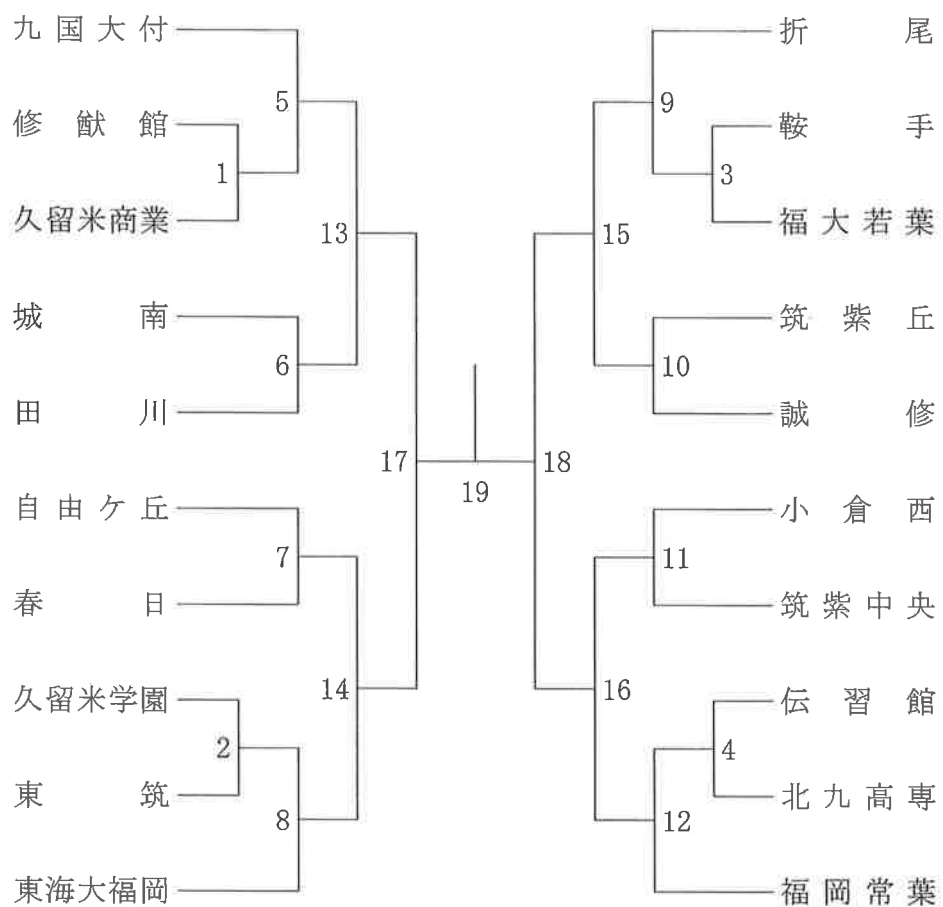 九国大付
修猷館
久留米商業
城南
田川
自由ケ丘
春日
久留米学園
東筑
東海大福岡
1
2
5
6
7
8
13
14
17
19
18
15
16
9
10
11
12
3
4
折尾
鞍手
福大若葉
筑紫丘
誠修
小倉西
筑紫中央
伝習館
北九高専
福岡常葉